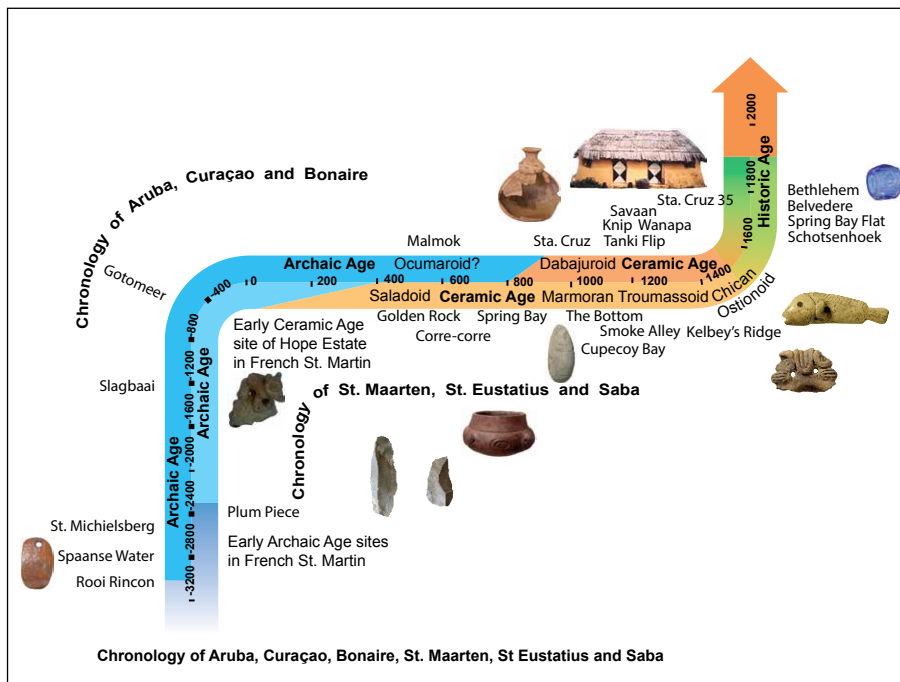 2000
1800
Historic Age
1600
1400
Chronology of Aruba, Curaçao and Bonaire
Bethlehem
Belvedere
Spring Bay Flat
Schotsenhoek
Sta. Cruz 35
Savaan
Knip Wanapa
Sta. Cruz Tanki Flip
Malmok
Gotomeer
Archaic Age Ocumaroid? Dabajuroid Ceramic Age
0 200 400 600 800 1000 1200
Saladoid Ceramic Age Marmoran Troumassoid Chican
Ostionoid
Golden Rock Spring Bay The Bottom
Corre-corre Smoke Alley Kelbey's Ridge
Cupecoy Bay
Early Ceramic Age
site of Hope Estate
in French St. Martin
Chronology of St. Maarten, St. Eustatius and Saba
-400
-800
-1200
-1600
-2000
-2400
-2800
-3200
Archaic Age
Archaic Age
Slagbaai
St. Michielsberg
Spaanse Water
Rooi Rincon
Plum Piece
Early Archaic Age sites
in French St. Martin
Chronology of Aruba, Curaçao, Bonaire, St. Maarten, St Eustatius and Saba